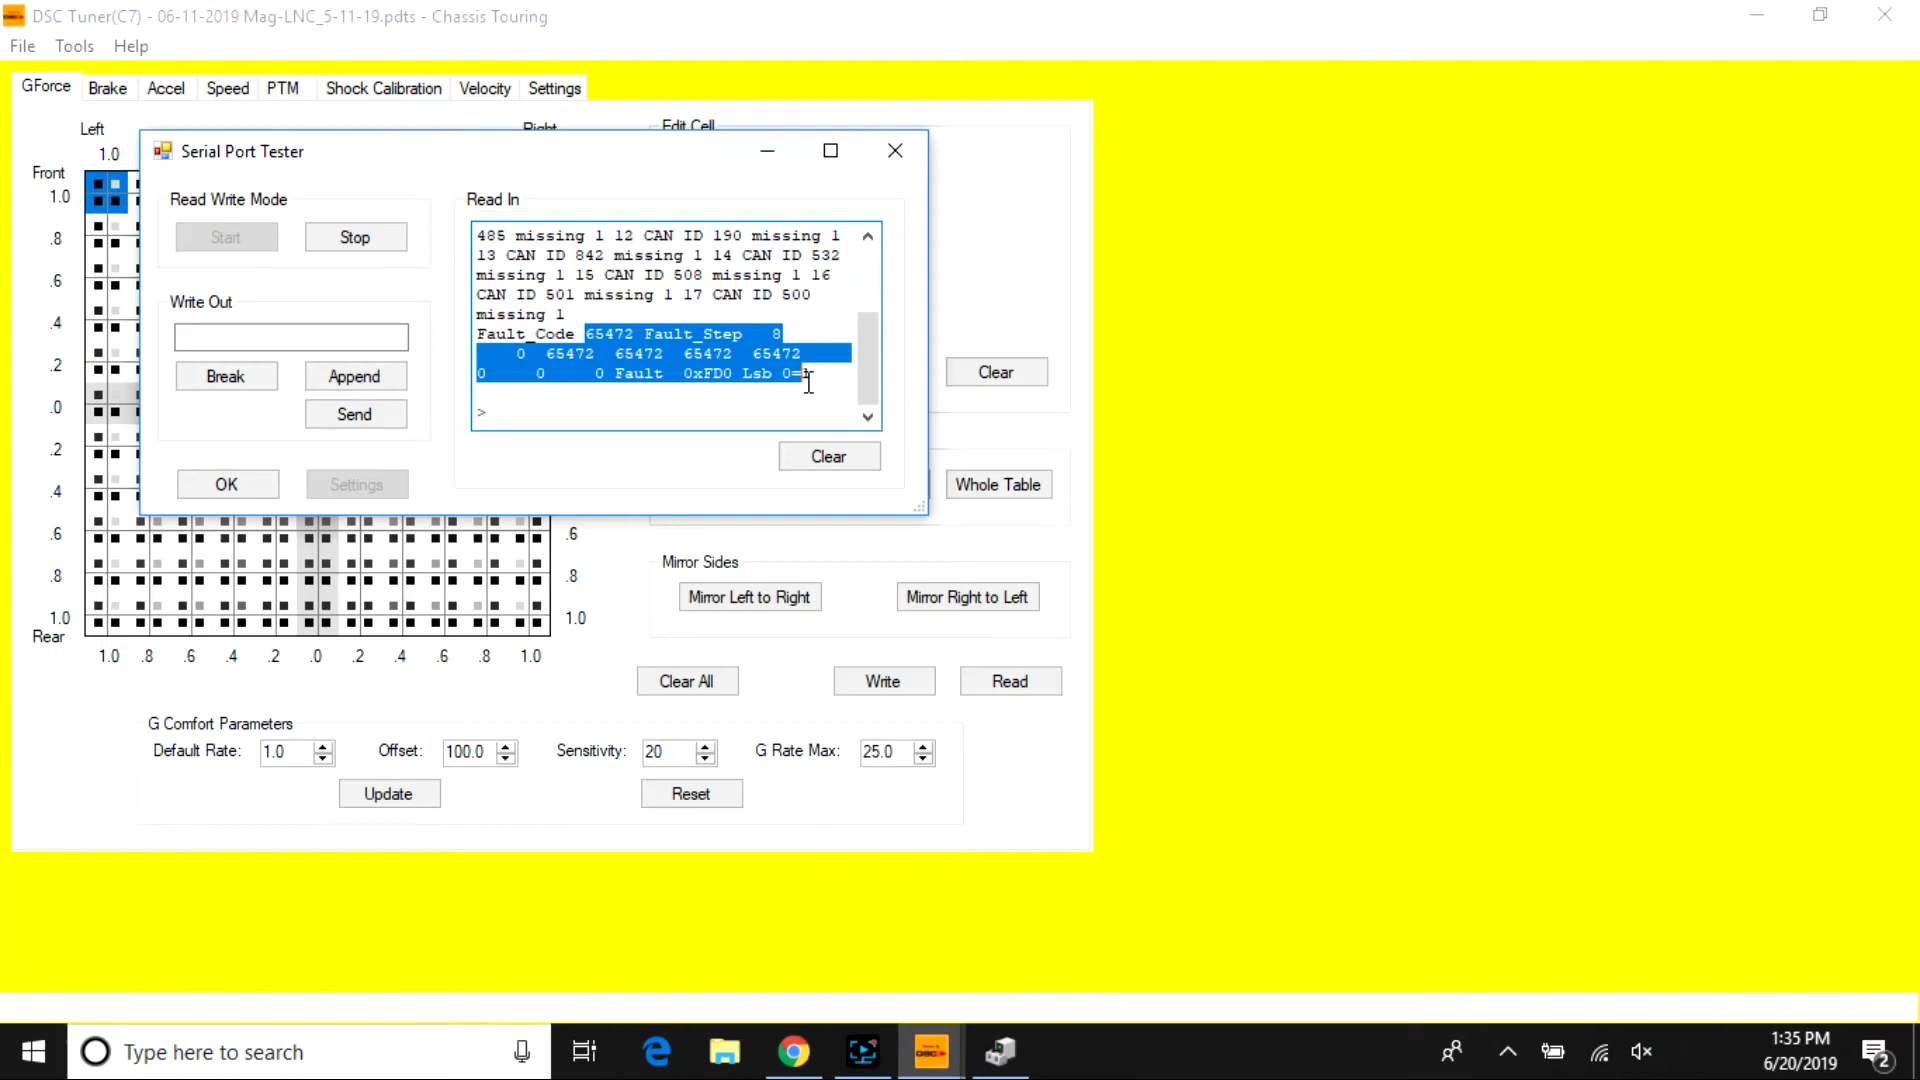 DSC Tuner(C7) - 06-11-2019 Mag-LNC_5-11-19.pdts - Chassis Touring
File Tools Help
GForce Brake Accel Speed PTM Shock Calibration Velocity Settings
Left Right
1.0
Front
1.0
.8
.6
.4
.2
.0
.2
.4
.6
.8
1.0
Rear
.6
.8
1.0
1.0 .8 .6 .4 .2 .0 .2 .4 .6 .8 1.0
Serial Port Tester
Read Write Mode
Start Stop
Write Out
Break Append
Send
OK Settings
Read In
485 missing 1 12 CAN ID 190 missing 1
13 CAN ID 842 missing 1 14 CAN ID 532
missing 1 15 CAN ID 508 missing 1 16
CAN ID 501 missing 1 17 CAN ID 500
missing 1
Fault_Code 65472 Fault_Step 8
0 65472 65472 65472 65472
0 0 0 Fault 0xFD0 Lsb 0=
>
Clear
Edit Cell
Clear
Whole Table
Mirror Sides
Mirror Left to Right Mirror Right to Left
Clear All Write Read
G Comfort Parameters
Default Rate: 1.0 Offset: 100.0 Sensitivity: 20 G Rate Max: 25.0
Update Reset
Type here to search
DSC
1:35 PM
6/20/2019
2